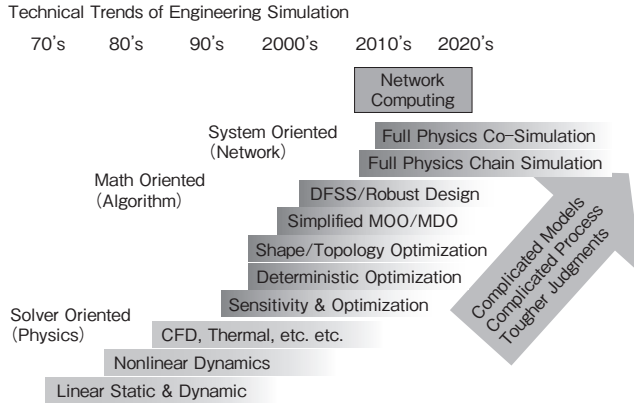 Technical Trends of Engineering Simulation
70's 80's 90's 2000's 2010's 2020's
Network
Computing
System Oriented
(Network)
Full Physics Co-Simulation
Full Physics Chain Simulation
Math Oriented
(Algorithm)
DFSS/Robust Design
Simplified MOO/MDO
Shape/Topology Optimization
Deterministic Optimization
Sensitivity & Optimization
Complicated Models
Complicated Process
Tougher Judgments
Solver Oriented
(Physics)
CFD, Thermal, etc. etc.
Nonlinear Dynamics
Linear Static & Dynamic